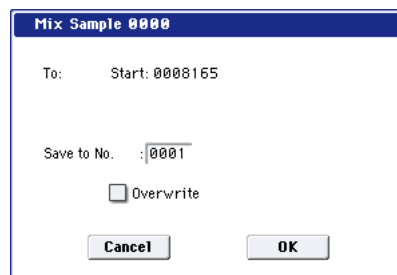 Mix Sample 0000
To: Start: 0008165
Save to No. :0001
Overwrite
Cancel OK